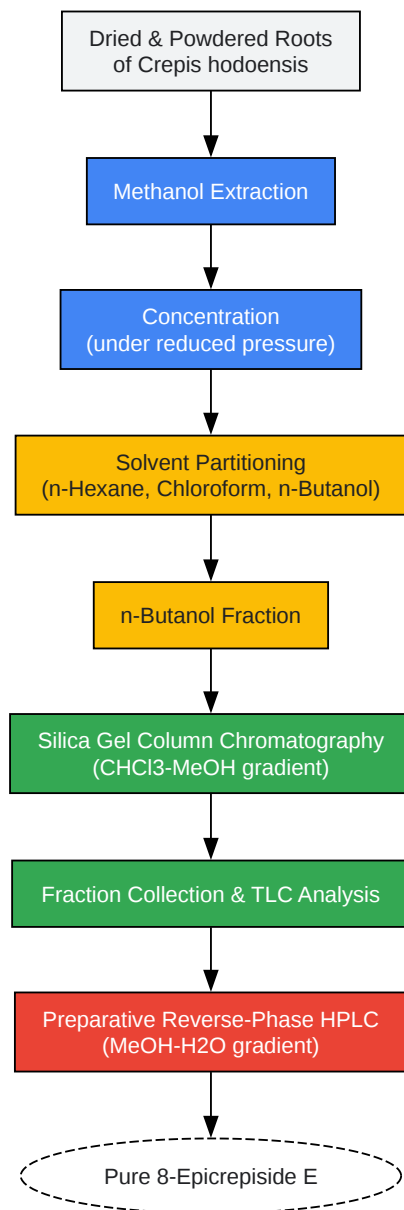 Dried & Powdered Roots
of Crepis hodoensis
Methanol Extraction
Concentration
(under reduced pressure)
Solvent Partitioning
(n-Hexane, Chloroform, n-Butanol)
n-Butanol Fraction
Silica Gel Column Chromatography
(CHCl3-MeOH gradient)
Fraction Collection & TLC Analysis
Preparative Reverse-Phase HPLC
(MeOH-H2O gradient)
Pure 8-Epicrepiside E